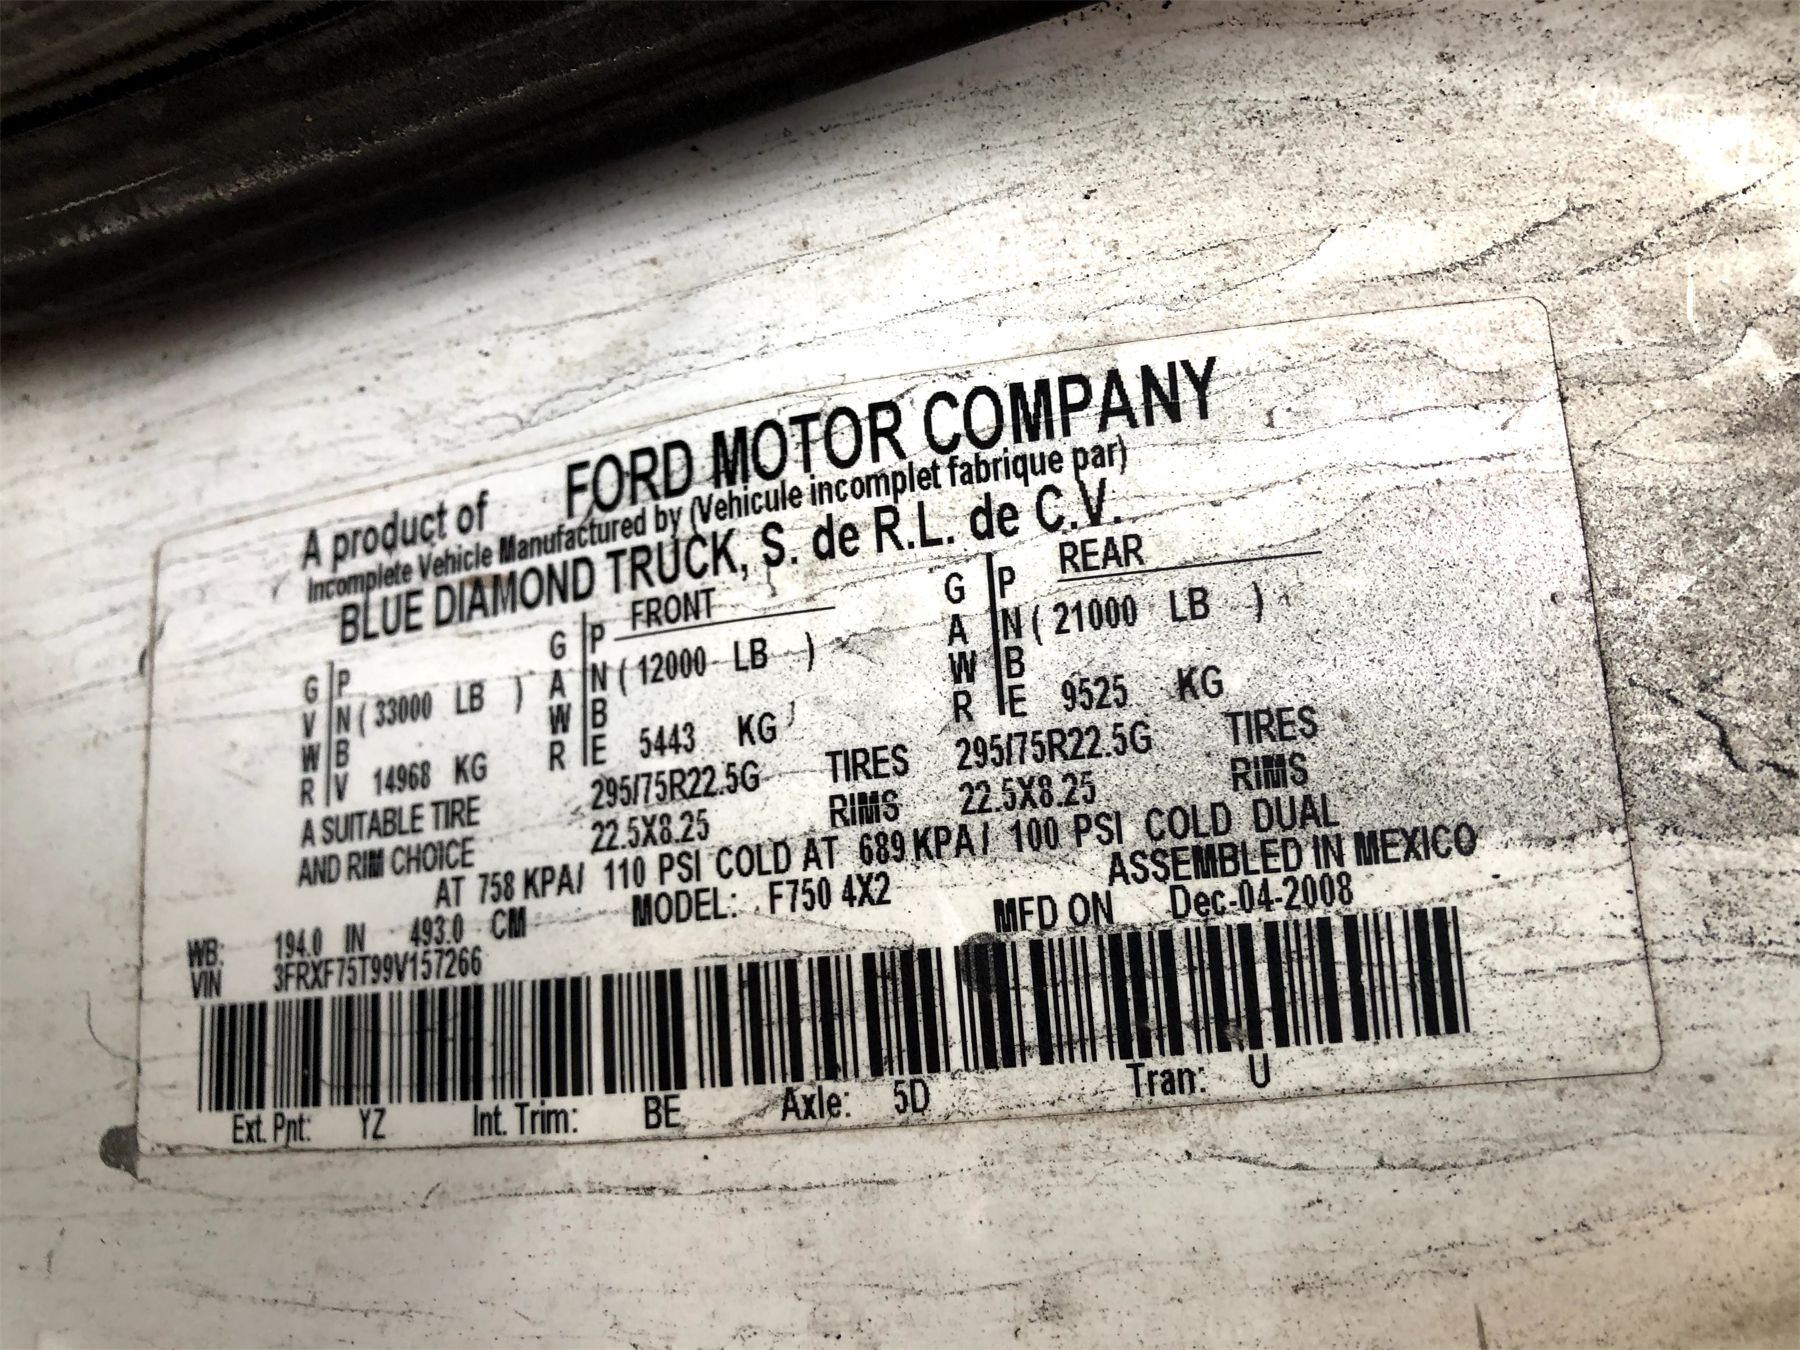 A product of FORD MOTOR COMPANY
Incomplete Vehicle Manufactured by (Vehicule incomplet fabrique par)
BLUE DIAMOND TRUCK, S. de R.L. de C.V.
FRONT REAR
G P G P G P
V N ( 33000 LB ) A N ( 12000 LB ) A N ( 21000 LB )
W B W B W B
R V 14968 KG R E 5443 KG R E 9525 KG
A SUITABLE TIRE 295/75R22.5G TIRES 295/75R22.5G TIRES
AND RIM CHOICE 22.5X8.25 RIMS 22.5X8.25 RIMS
AT 758 KPA/ 110 PSI COLD AT 689 KPA/ 100 PSI COLD DUAL
ASSEMBLED IN MEXICO
WB: 194.0 IN 493.0 CM MODEL: F750 4X2 MFD ON Dec-04-2008
VIN 3FRXF75T99V157266
Ext. Pnt: YZ Int. Trim: BE Axle: 5D Tran: U